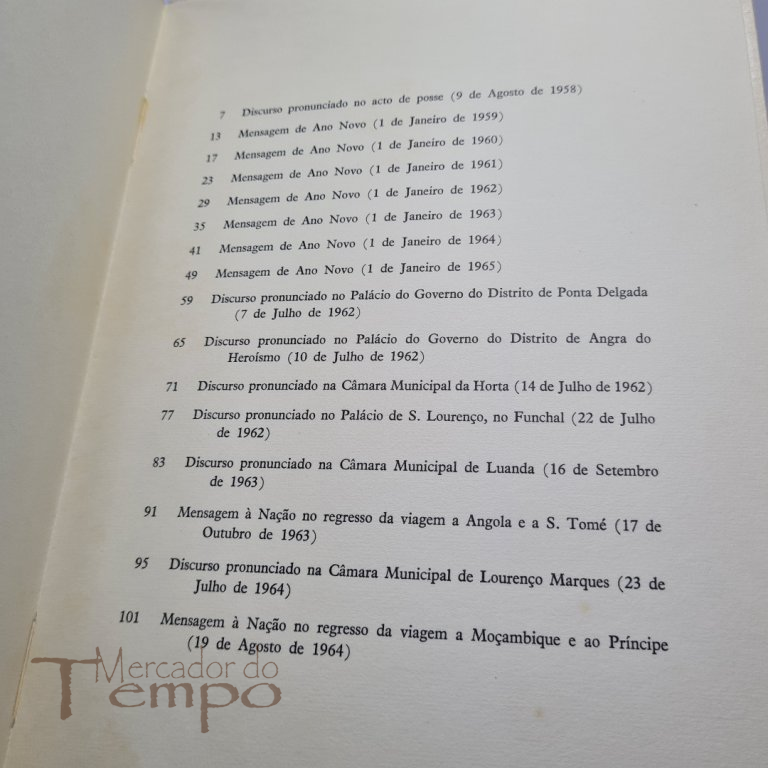 7 Discurso pronunciado no acto de posse (9 de Agosto de 1958)
13 Mensagem de Ano Novo (1 de Janeiro de 1959)
17 Mensagem de Ano Novo (1 de Janeiro de 1960)
23 Mensagem de Ano Novo (1 de Janeiro de 1961)
29 Mensagem de Ano Novo (1 de Janeiro de 1962)
35 Mensagem de Ano Novo (1 de Janeiro de 1963)
41 Mensagem de Ano Novo (1 de Janeiro de 1964)
49 Mensagem de Ano Novo (1 de Janeiro de 1965)
59 Discurso pronunciado no Palácio do Governo do Distrito de Ponta Delgada
(7 de Julho de 1962)
65 Discurso pronunciado no Palácio do Governo do Distrito de Angra do
Heroísmo (10 de Julho de 1962)
71 Discurso pronunciado na Câmara Municipal da Horta (14 de Julho de 1962)
77 Discurso pronunciado no Palácio de S. Lourenço, no Funchal (22 de Julho
de 1962)
83 Discurso pronunciado na Câmara Municipal de Luanda (16 de Setembro
de 1963)
91 Mensagem à Nação no regresso da viagem a Angola e a S. Tomé (17 de
Outubro de 1963)
95 Discurso pronunciado na Câmara Municipal de Lourenço Marques (23 de
Julho de 1964)
101 Mensagem à Nação no regresso da viagem a Moçambique e ao Príncipe
(19 de Agosto de 1964)
Mercador do
Tempo